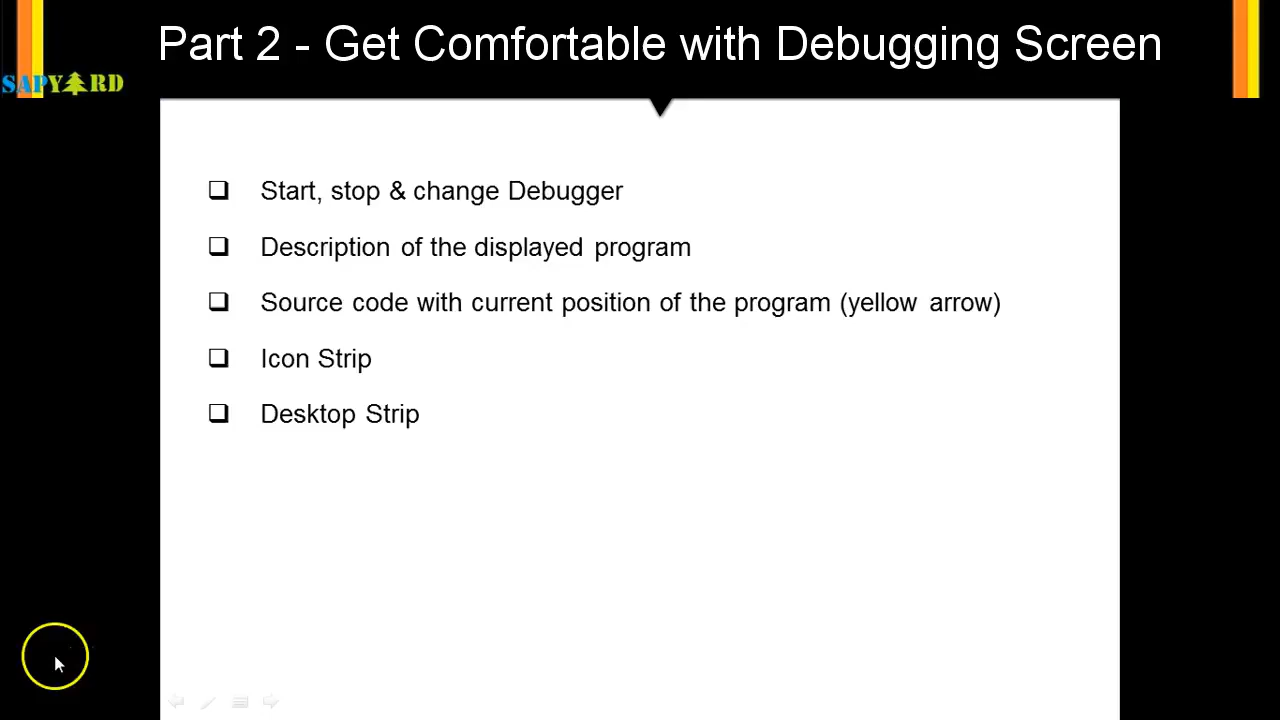 Part 2 - Get Comfortable with Debugging Screen
SAPYARD
Start, stop & change Debugger
Description of the displayed program
Source code with current position of the program (yellow arrow)
Icon Strip
Desktop Strip